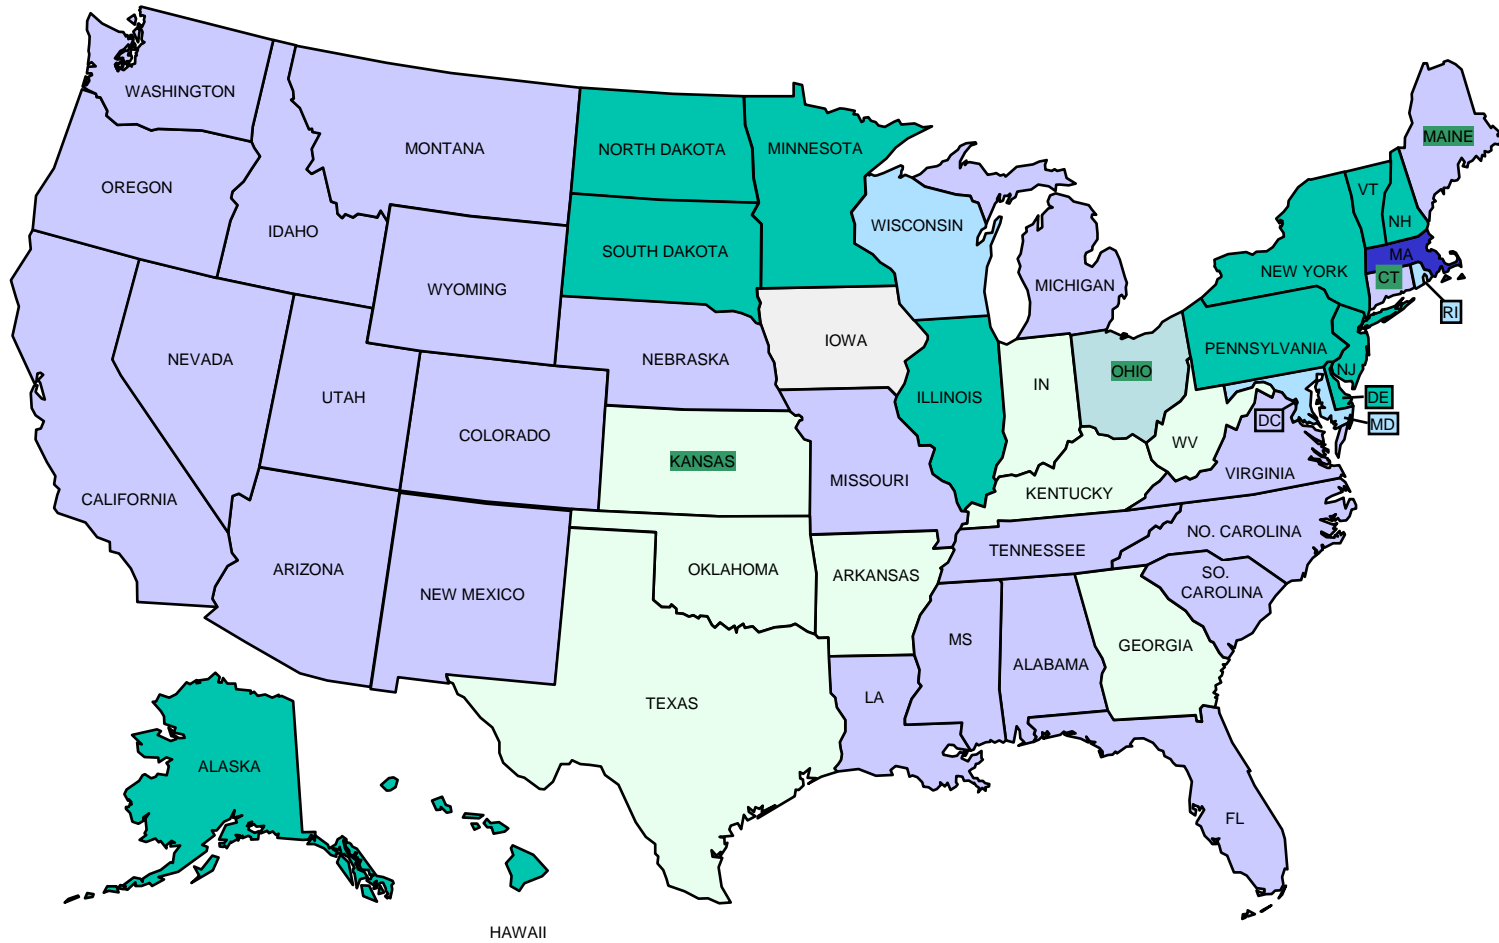 WASHINGTON
MAINE
MONTANA
NORTH DAKOTA
MINNESOTA
VT
OREGON
NH
IDAHO
WISCONSIN
SOUTH DAKOTA
MA
NEW YORK
CT
MICHIGAN
WYOMING
RI
IOWA
PENNSYLVANIA
NEVADA
NEBRASKA
NJ
OHIO
IN
UTAH
ILLINOIS
DE
DC
MD
COLORADO
WV
KANSAS
VIRGINIA
MISSOURI
KENTUCKY
CALIFORNIA
NO. CAROLINA
TENNESSEE
ARIZONA
OKLAHOMA
ARKANSAS
SO.
CAROLINA
NEW MEXICO
MS
GEORGIA
ALABAMA
LA
TEXAS
ALASKA
FL
HAWAII